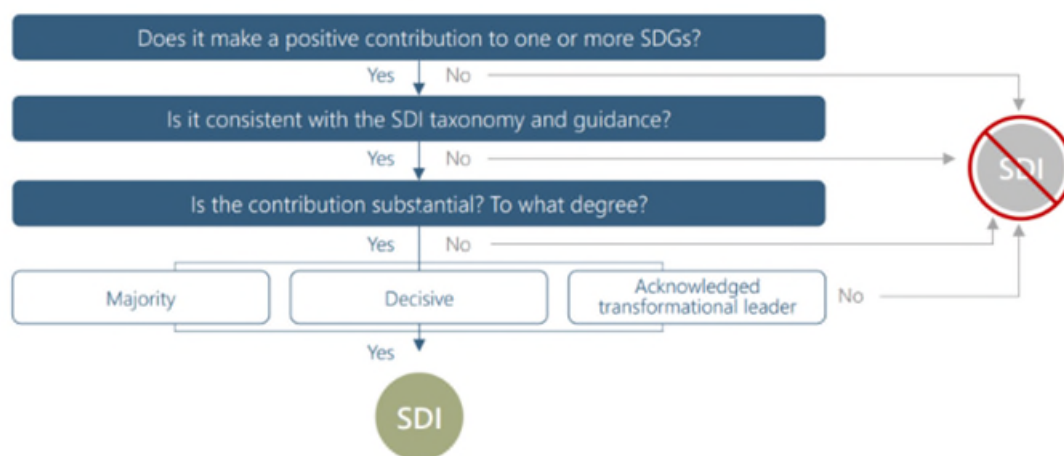 Does it make a positive contribution to one or more SDGs?
Yes No
Is it consistent with the SDI taxonomy and guidance?
Yes No
SDI
Is the contribution substantial? To what degree?
Yes No
Majority
Decisive
Acknowledged
transformational leader
No
Yes
SDI